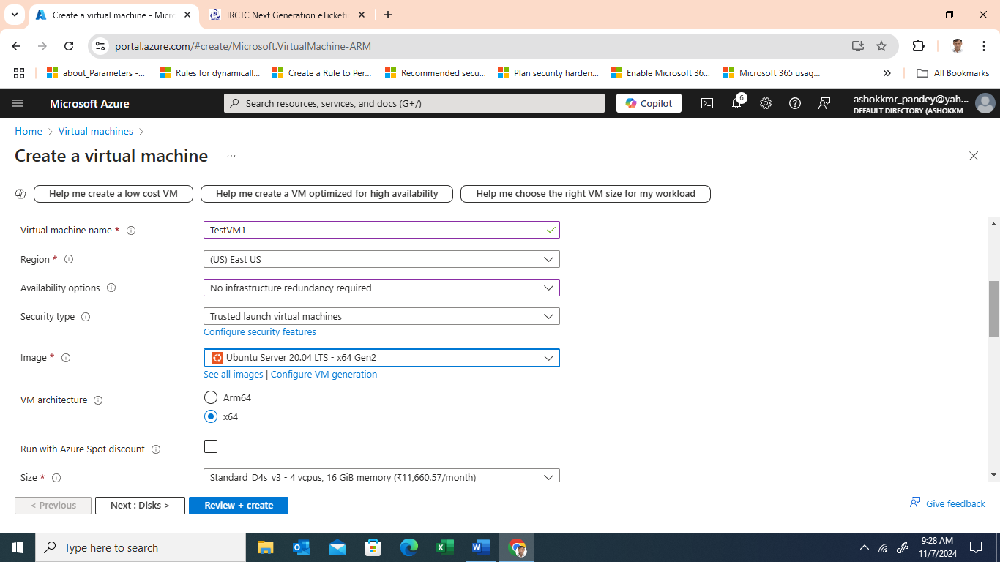 Create a virtual machine - Micro
IRCTC Next Generation eTicketin
portal.azure.com/#create/Microsoft.VirtualMachine-ARM
about_Parameters -...
Rules for dynamicall...
Create a Rule to Per...
Recommended secu...
Plan security harden...
Enable Microsoft 36...
Microsoft 365 usag...
All Bookmarks
Microsoft Azure
Search resources, services, and docs (G+/)
Copilot
6
ashokkmr_pandey@yah...
DEFAULT DIRECTORY (ASHOKKM...
Home > Virtual machines >
Create a virtual machine ...
Help me create a low cost VM
Help me create a VM optimized for high availability
Help me choose the right VM size for my workload
Virtual machine name *
TestVM1
Region *
(US) East US
Availability options
No infrastructure redundancy required
Security type
Trusted launch virtual machines
Configure security features
Image *
Ubuntu Server 20.04 LTS - x64 Gen2
See all images | Configure VM generation
VM architecture
Arm64
x64
Run with Azure Spot discount
Size *
Standard_D4s_v3 - 4 vcpus, 16 GiB memory (₹11,660.57/month)
< Previous
Next : Disks >
Review + create
Give feedback
Type here to search
9:28 AM
11/7/2024